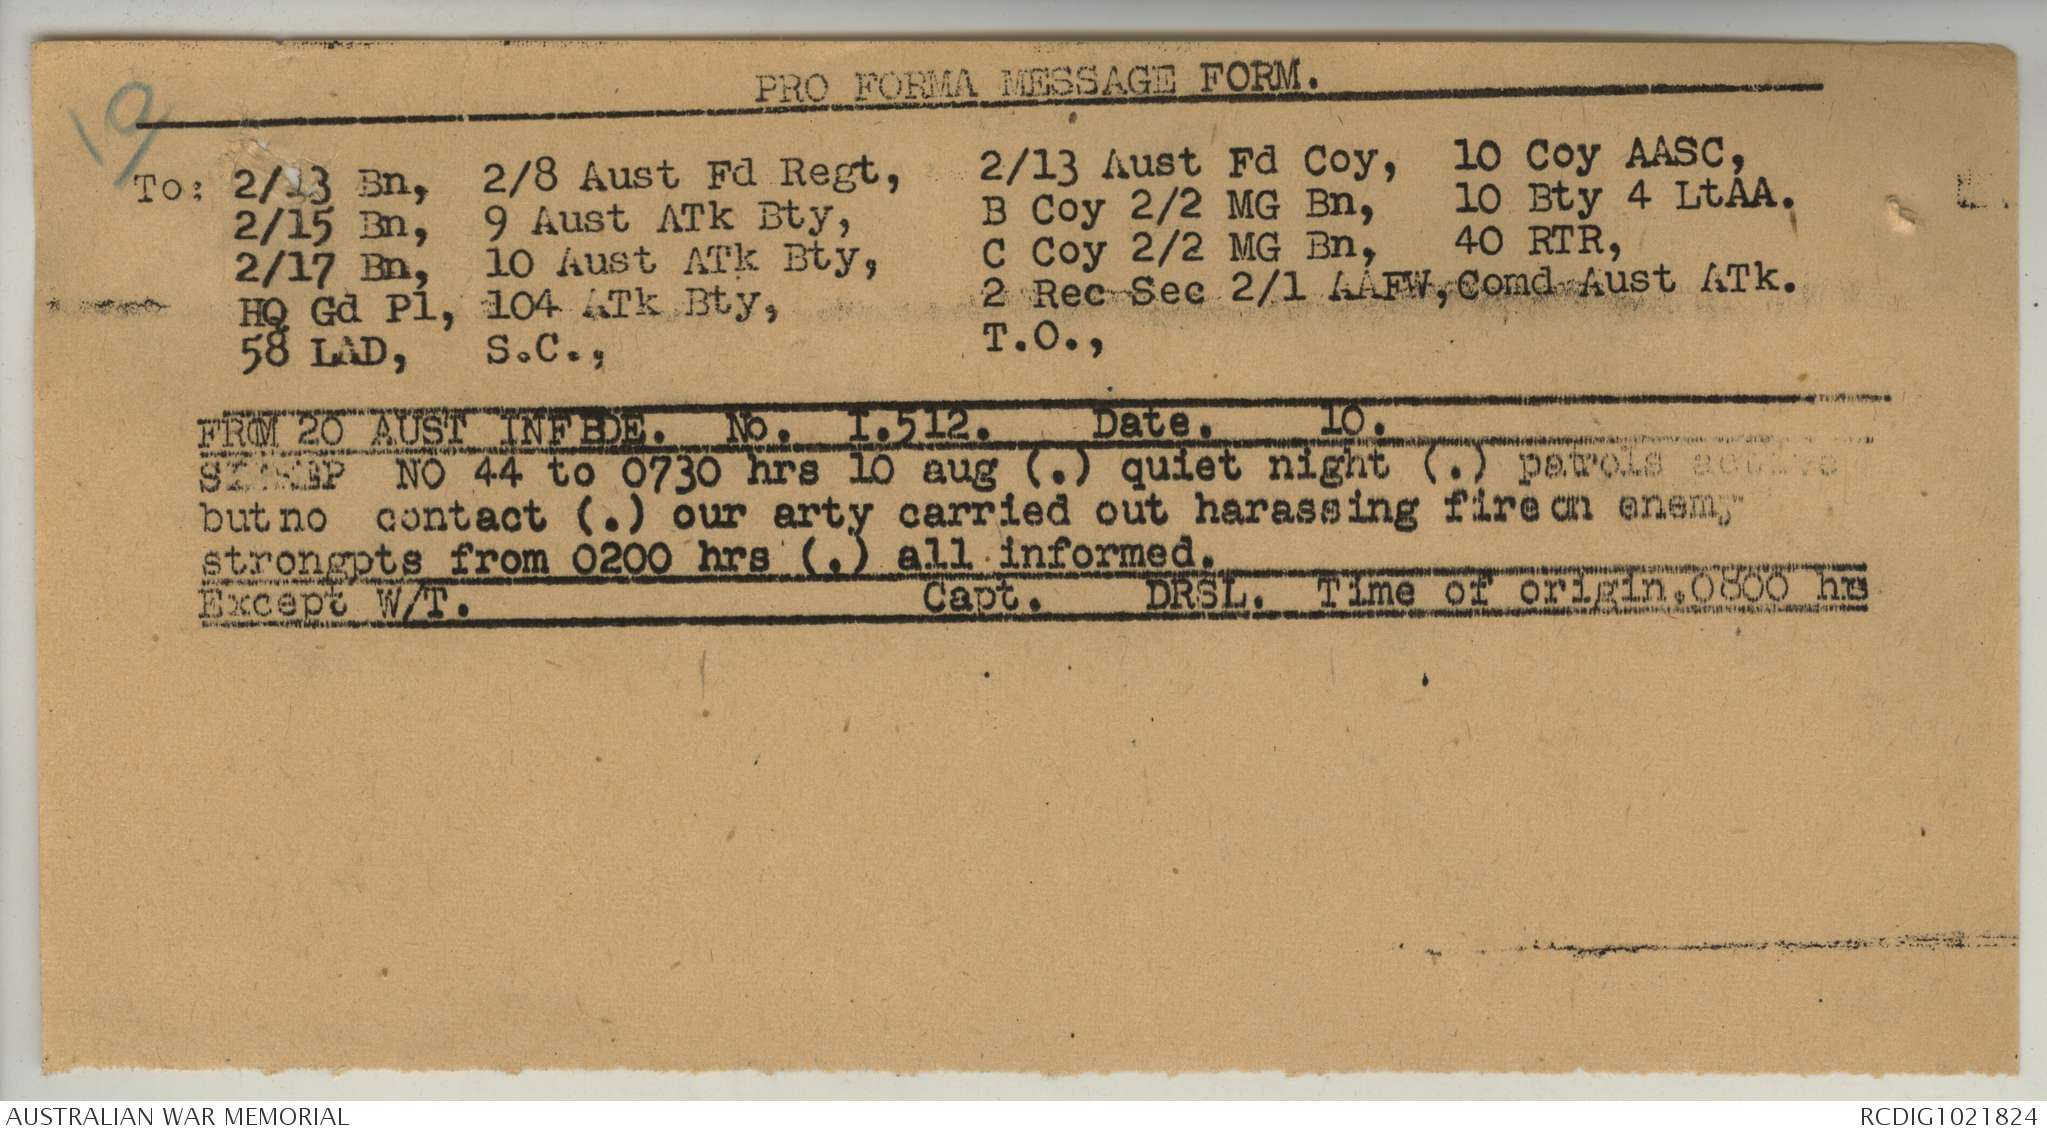 19
PRO FORMA MESSAGE FORM.
To: 2/13 Bn, 2/8 Aust Fd Regt, 2/13 Aust Fd Coy, 10 Coy AASC,
2/15 Bn, 9 Aust ATk Bty, B Coy 2/2 MG Bn, 10 Bty 4 LtAA.
2/17 Bn, 10 Aust ATk Bty, C Coy 2/2 MG Bn, 40 RTR,
HQ Gd Pl, 104 ATk Bty, 2 Rec Sec 2/1 AAFW, Comd Aust ATk.
58 LAD, S.C., T.O.,
FROM 20 AUST INF BDE. No. I.512. Date. 10.
NO 44 to 0730 hrs 10 aug (.) quiet night (.) patrols active
but no contact (.) our arty carried out harassing fire on enemy
strongpts from 0200 hrs (.) all informed.
Except W/T. Capt. DRSL. Time of origin.0800 hrs
AUSTRALIAN WAR MEMORIAL RCDIG1021824